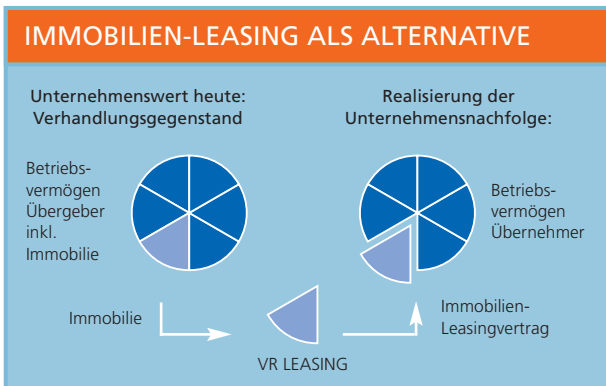 IMMOBILIEN-LEASING ALS ALTERNATIVE
Unternehmenswert heute:
Verhandlungsgegenstand
Realisierung der
Unternehmensnachfolge:
Betriebs-
vermögen
Übergeber
inkl.
Immobilie
Betriebs-
vermögen
Übernehmer
Immobilie
Immobilien-
Leasingvertrag
VR LEASING